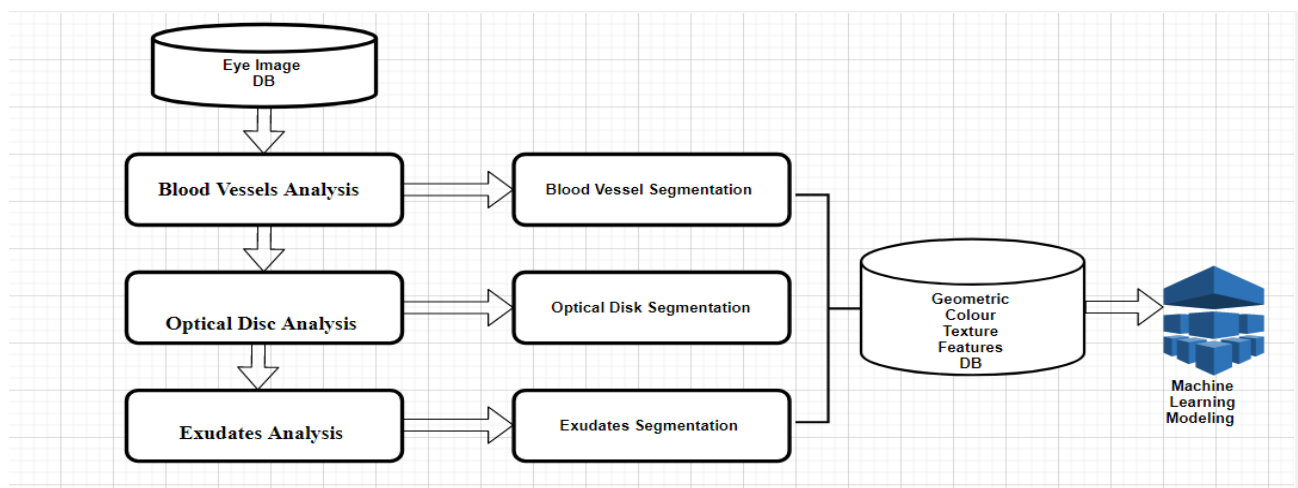 Eye Image
DB
Blood Vessels Analysis
Blood Vessel Segmentation
Optical Disc Analysis
Optical Disk Segmentation
Exudates Analysis
Exudates Segmentation
Geometric
Colour
Texture
Features
DB
Machine
Learning
Modeling